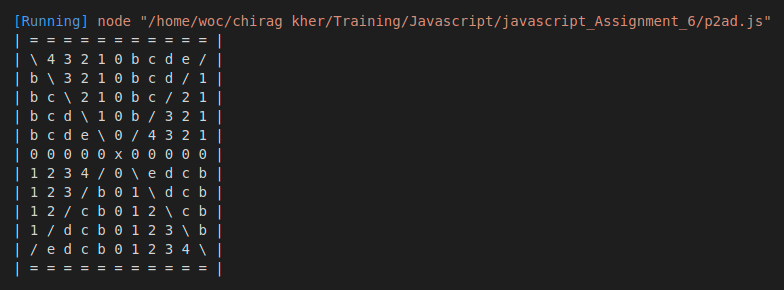 [Running] node "/home/woc/chirag kher/Training/Javascript/javascript_Assignment_6/p2ad.js"
| = = = = = = = = = = = |
| \ 4 3 2 1 0 b c d e / |
| b \ 3 2 1 0 b c d / 1 |
| b c \ 2 1 0 b c / 2 1 |
| b c d \ 1 0 b / 3 2 1 |
| b c d e \ 0 / 4 3 2 1 |
| 0 0 0 0 0 x 0 0 0 0 0 |
| 1 2 3 4 / 0 \ e d c b |
| 1 2 3 / b 0 1 \ d c b |
| 1 2 / c b 0 1 2 \ c b |
| 1 / d c b 0 1 2 3 \ b |
| / e d c b 0 1 2 3 4 \ |
| = = = = = = = = = = = |